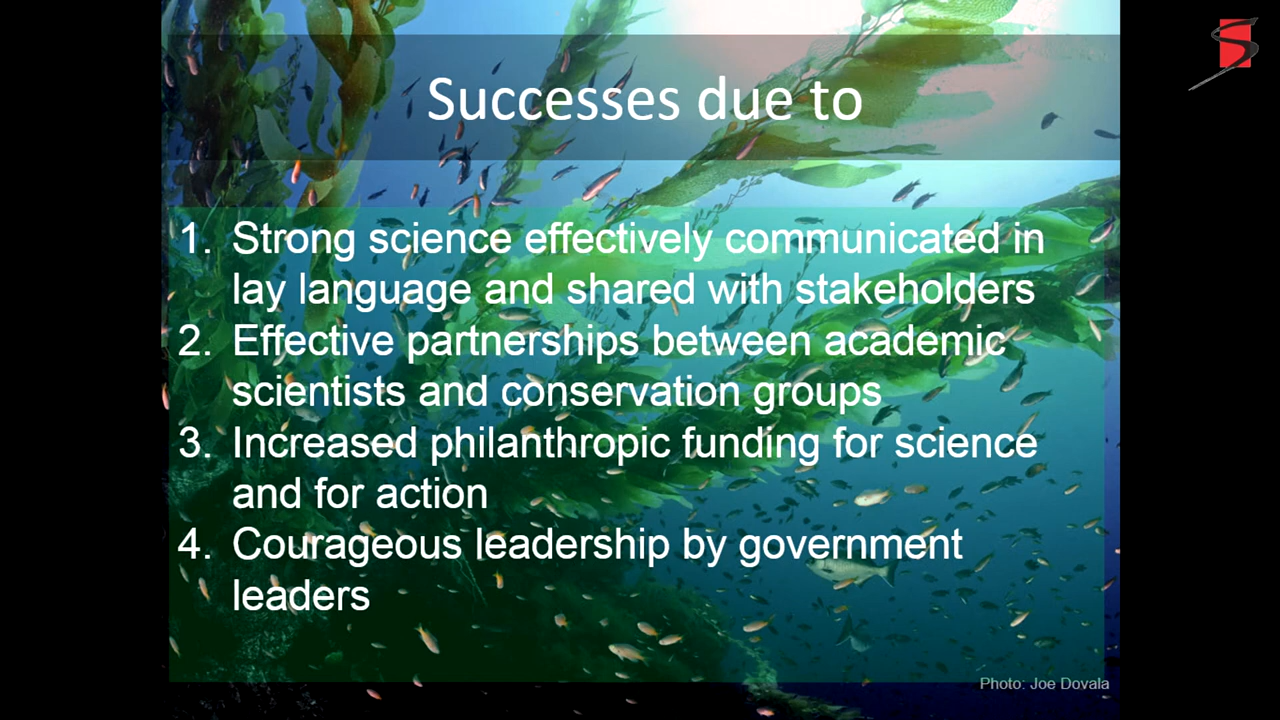 Successes due to
1. Strong science effectively communicated in
lay language and shared with stakeholders
2. Effective partnerships between academic
scientists and conservation groups
3. Increased philanthropic funding for science
and for action
4. Courageous leadership by government
leaders
Photo: Joe Dovala